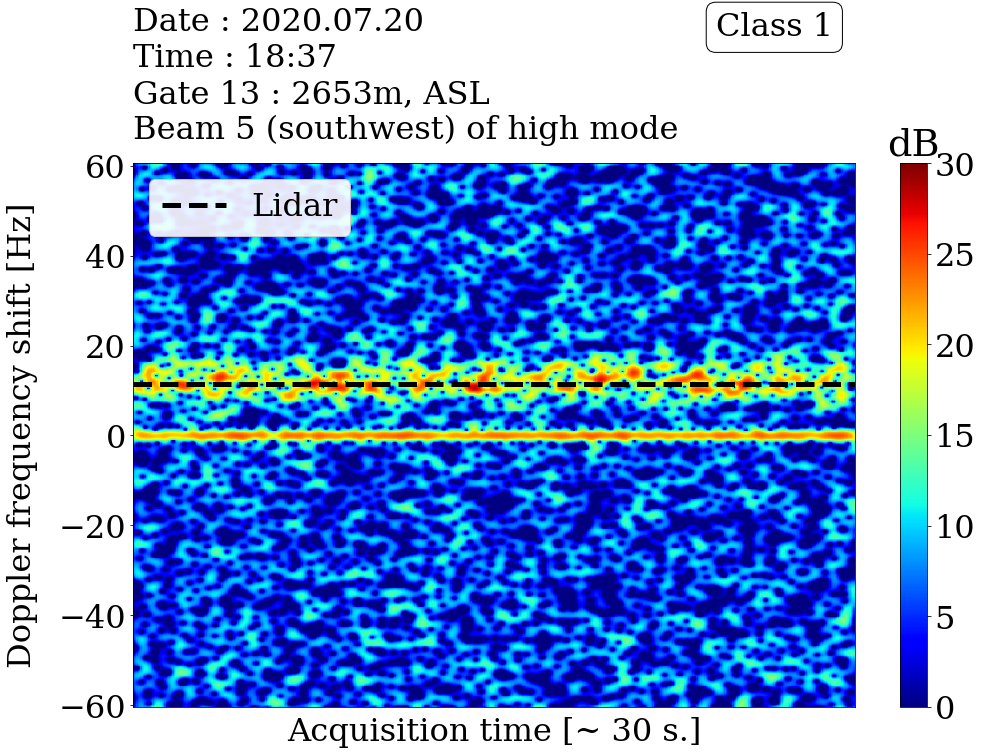 Date : 2020.07.20
Class 1
Time : 18:37
Gate 13 : 2653m, ASL
Beam 5 (southwest) of high mode
dB
60
40
20
0
−20
−40
−60
Doppler frequency shift [Hz]
Lidar
30
25
20
15
10
5
0
Acquisition time [~ 30 s.]